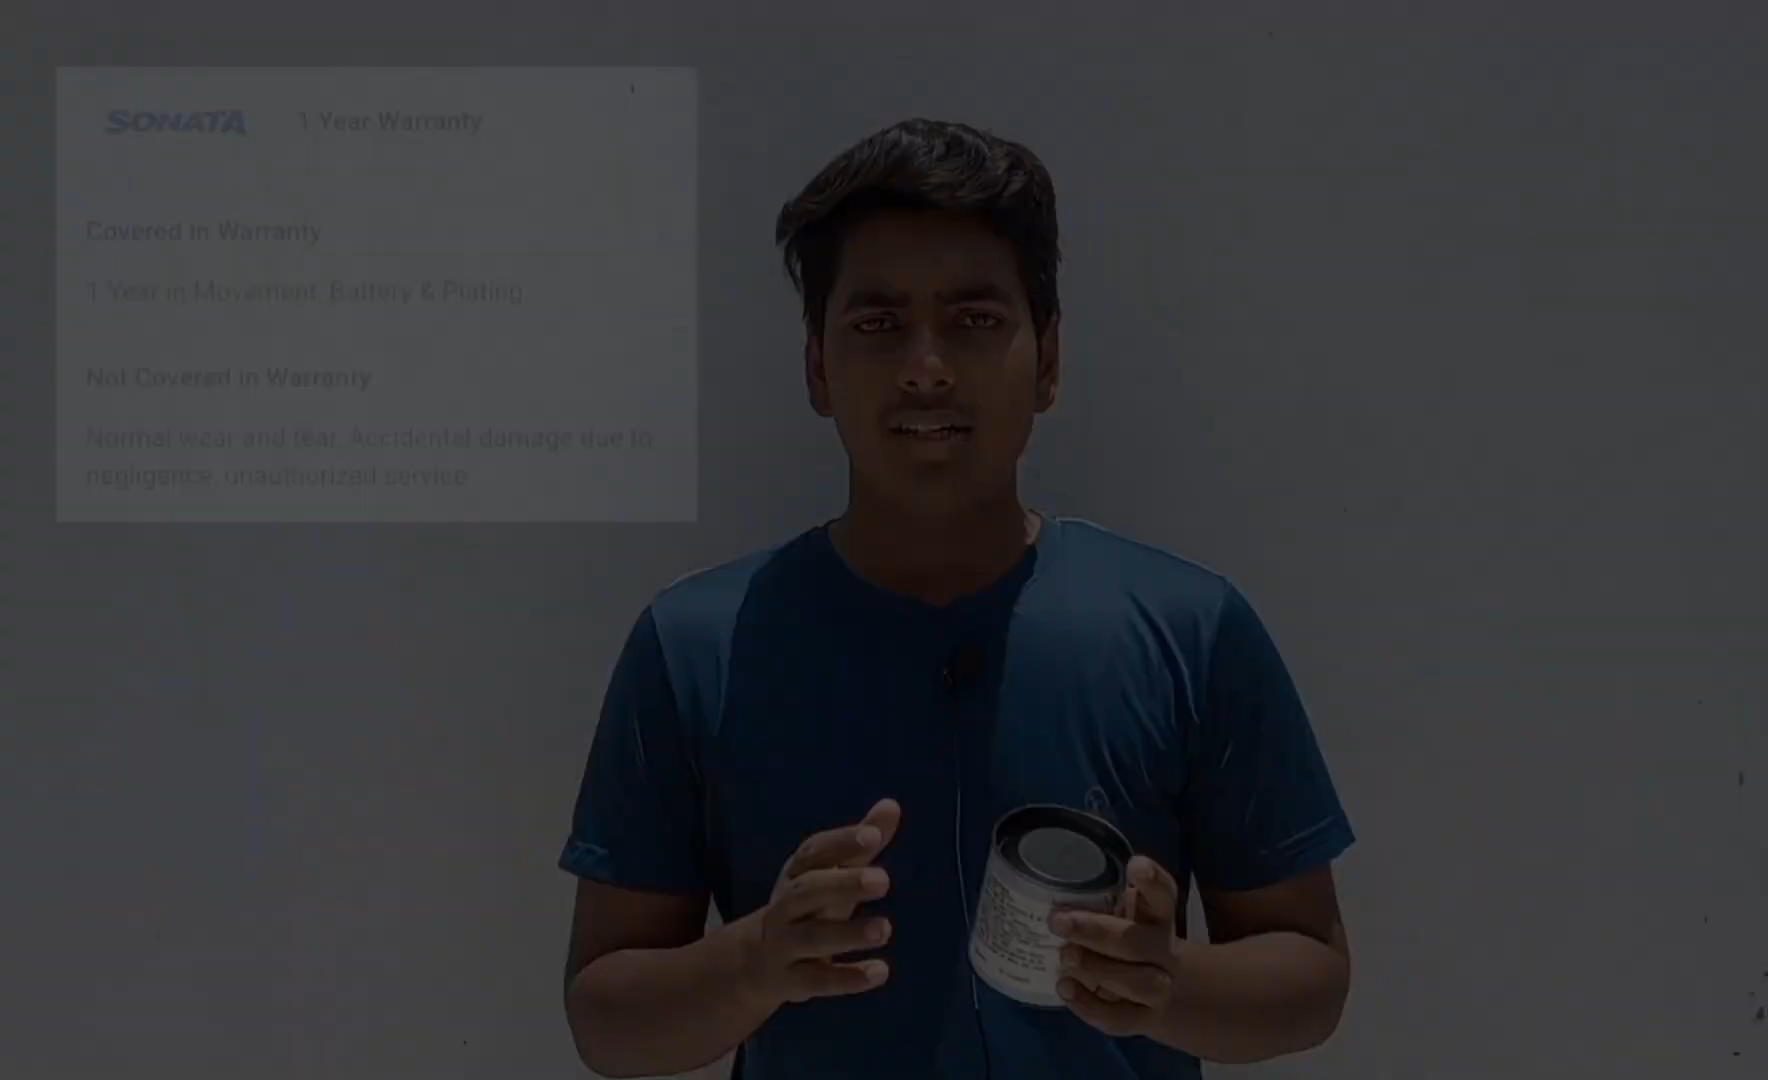 SONATA 1 Year Warranty
Covered in Warranty
1 Year in Movement, Battery & Plating
Not Covered in Warranty
Normal wear and tear, Accidental damage due to
negligence, unauthorized service